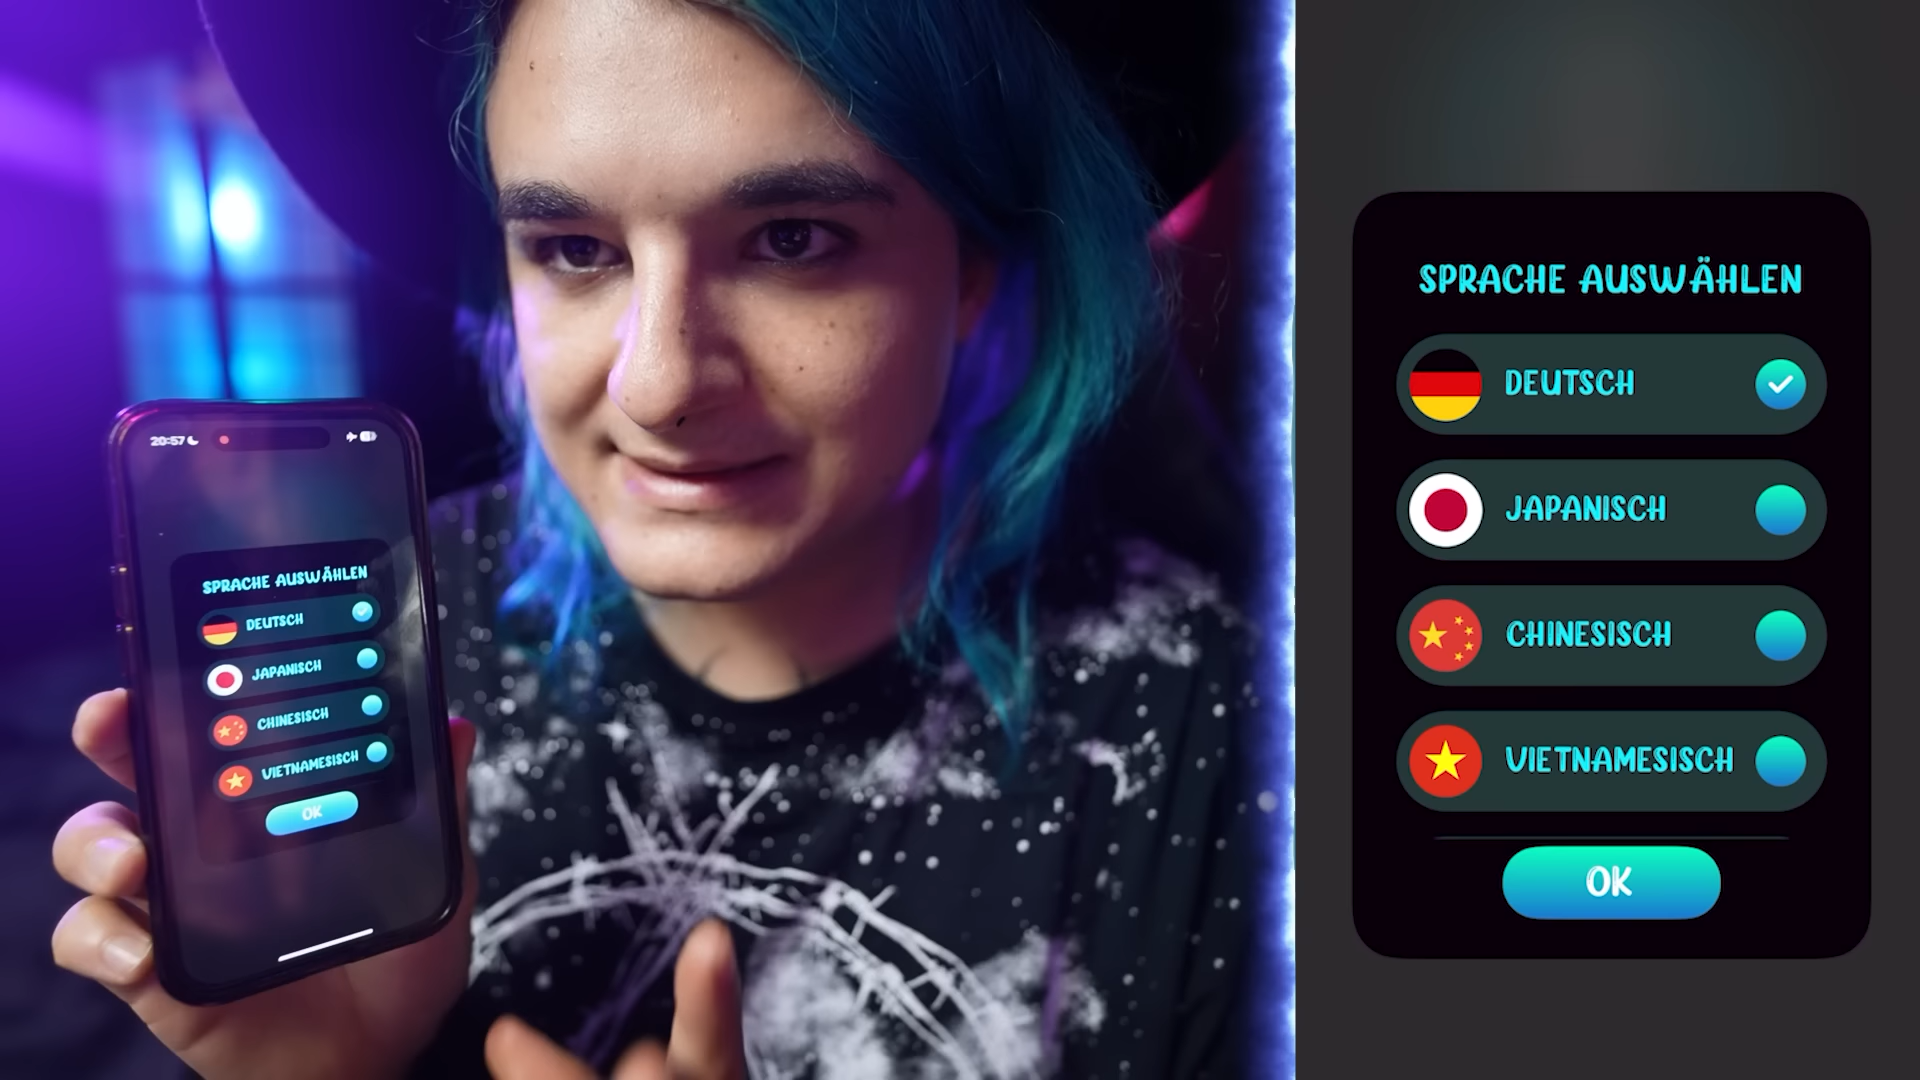 20:57
SPRACHE AUSWÄHLEN
DEUTSCH
JAPANISCH
CHINESISCH
VIETNAMESISCH
OK
SPRACHE AUSWÄHLEN
DEUTSCH
JAPANISCH
CHINESISCH
VIETNAMESISCH
OK